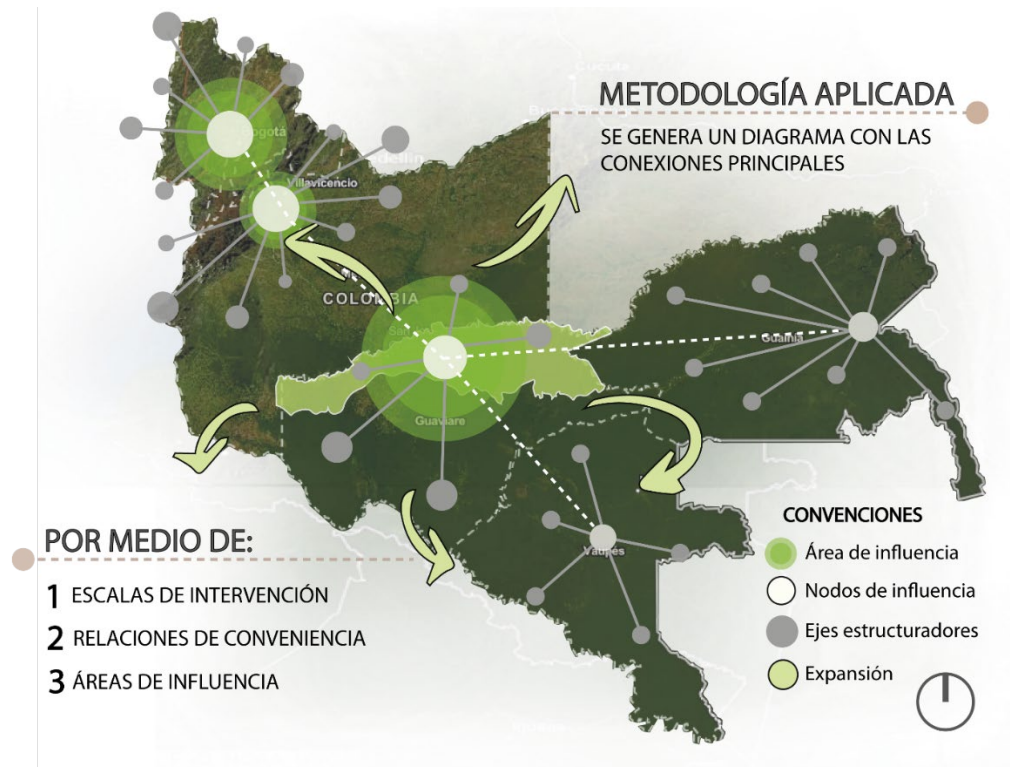 METODOLOGÍA APLICADA
SE GENERA UN DIAGRAMA CON LAS
CONEXIONES PRINCIPALES
Cúcuta
Bogotá
Villavicencio
COLOMBIA
Guainía
Guaviare
Vaupés
POR MEDIO DE:
1 ESCALAS DE INTERVENCIÓN
2 RELACIONES DE CONVENIENCIA
3 ÁREAS DE INFLUENCIA
CONVENCIONES
Área de influencia
Nodos de influencia
Ejes estructuradores
Expansión